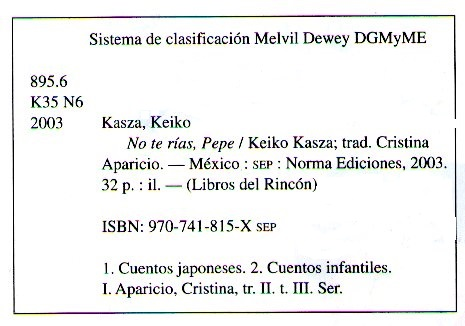 Sistema de clasificación Melvil Dewey DGMyME
895.6
K35 N6
2003 Kasza, Keiko
No te rías, Pepe / Keiko Kasza; trad. Cristina
Aparicio. — México : SEP : Norma Ediciones, 2003.
32 p. : il. — (Libros del Rincón)
ISBN: 970-741-815-X SEP
1. Cuentos japoneses. 2. Cuentos infantiles.
I. Aparicio, Cristina, tr. II. t. III. Ser.